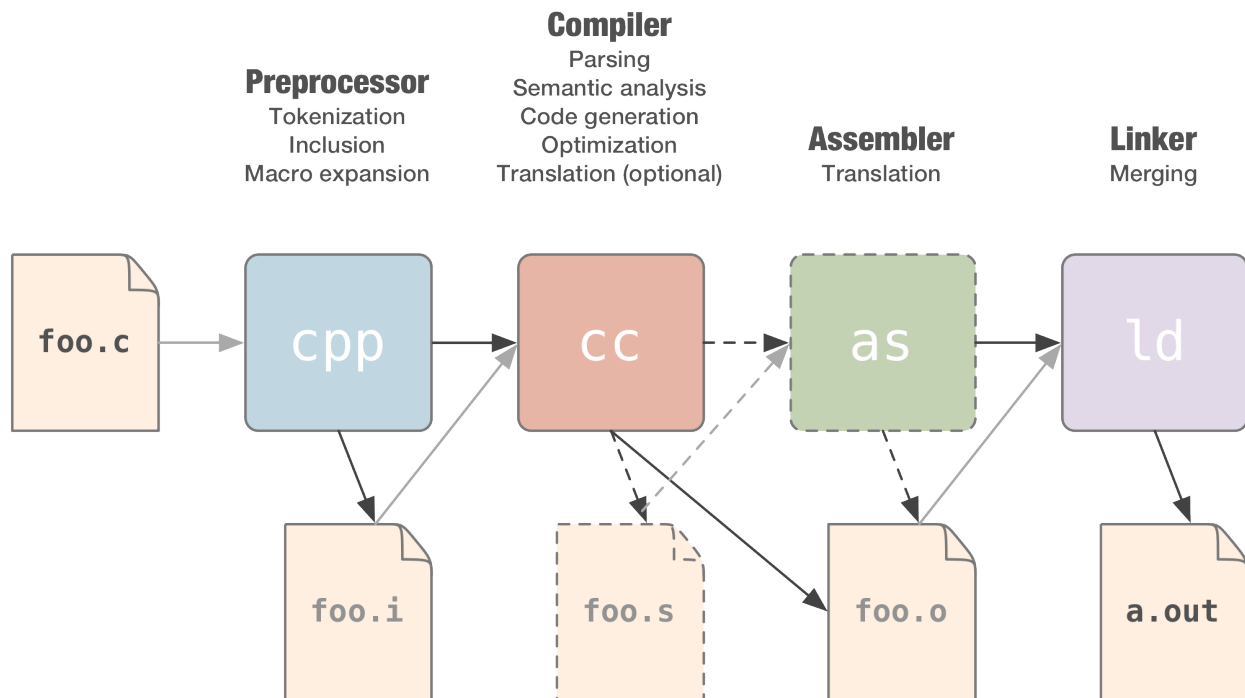 Preprocessor
Tokenization
Inclusion
Macro expansion
Compiler
Parsing
Semantic analysis
Code generation
Optimization
Translation (optional)
Assembler
Translation
Linker
Merging
foo.c
cpp
cc
as
ld
foo.i
foo.s
foo.o
a.out